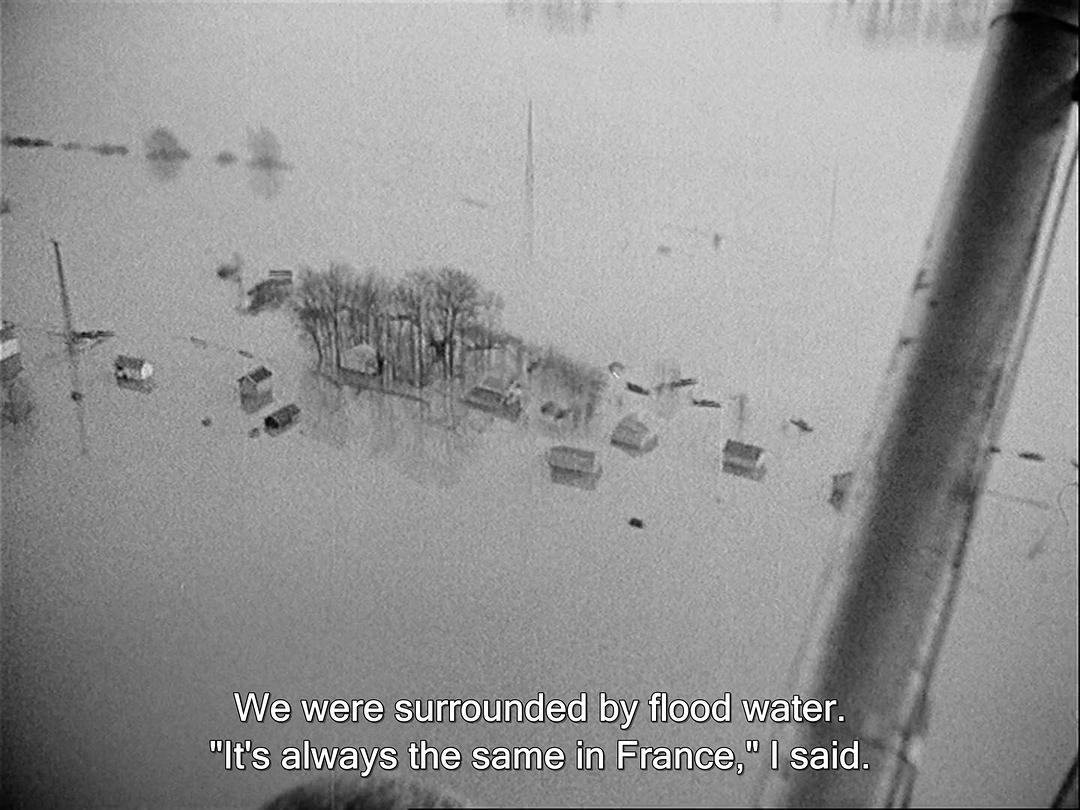 We were surrounded by flood water.
"It's always the same in France," I said.